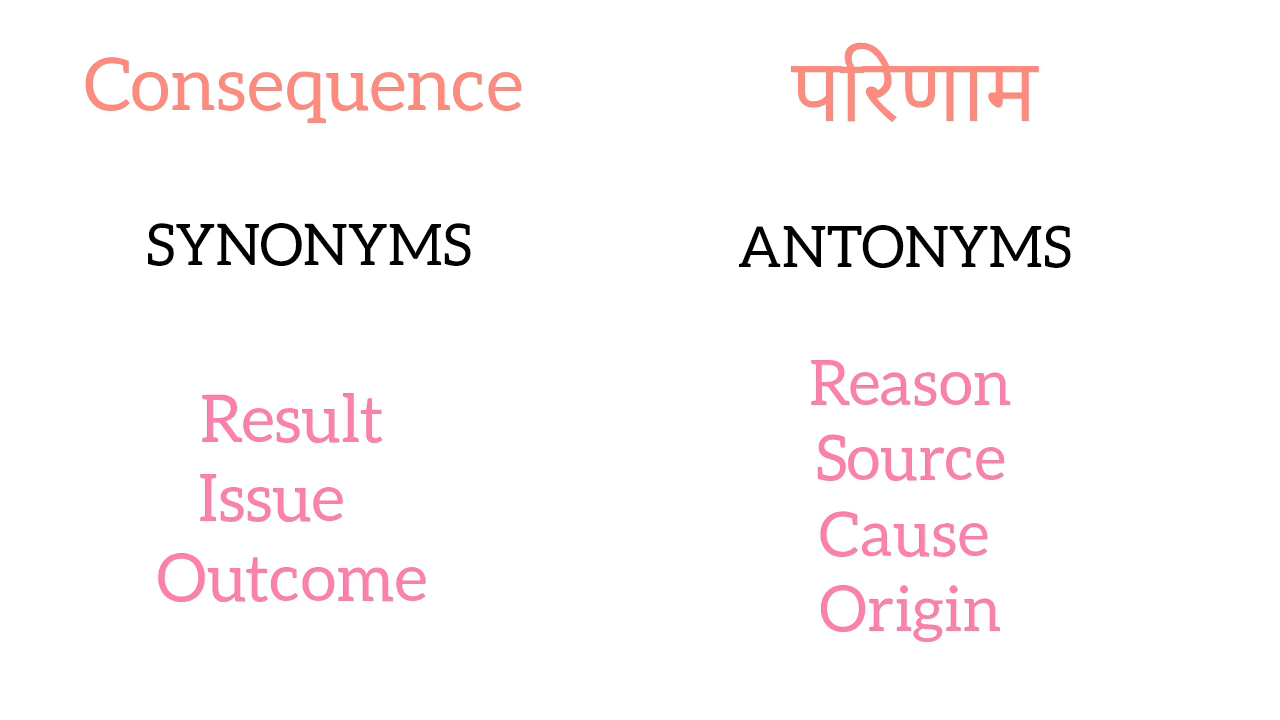 Consequence
परिणाम
SYNONYMS
ANTONYMS
Result
Issue
Outcome
Reason
Source
Cause
Origin